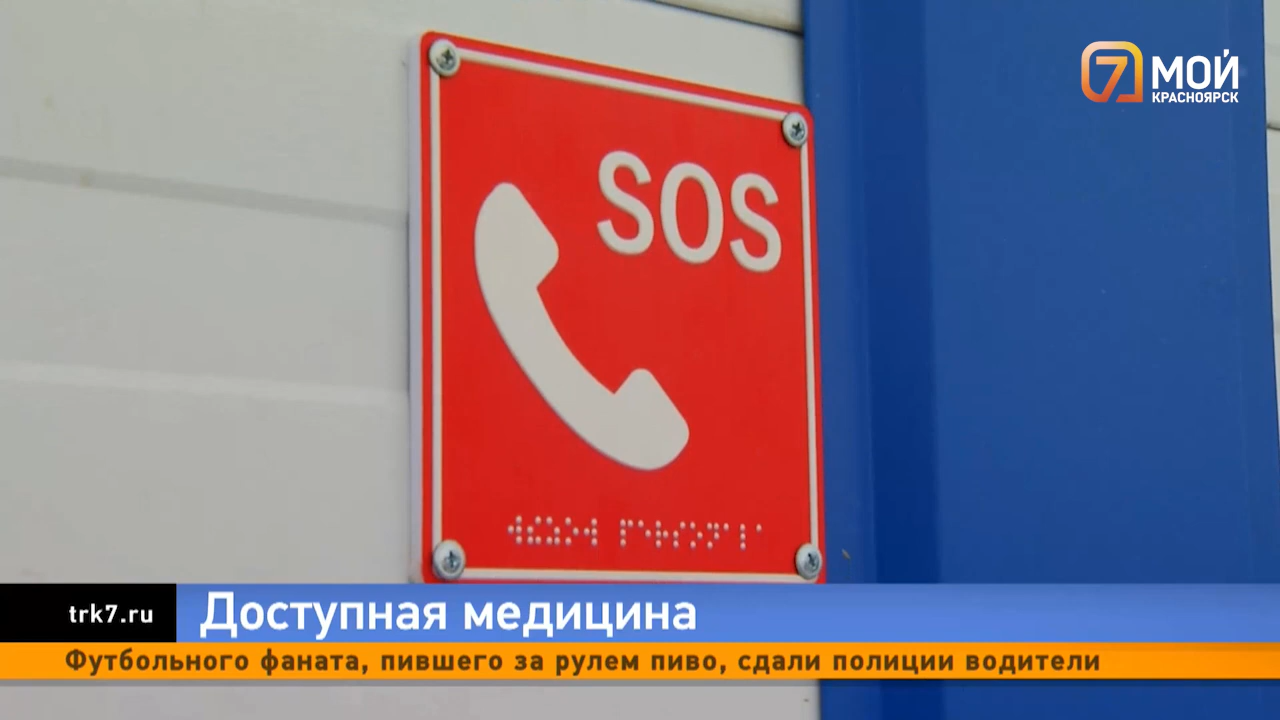 7 МОЙ
КРАСНОЯРСК
SOS
trk7.ru
Доступная медицина
Футбольного фаната, пившего за рулем пиво, сдали полиции водители